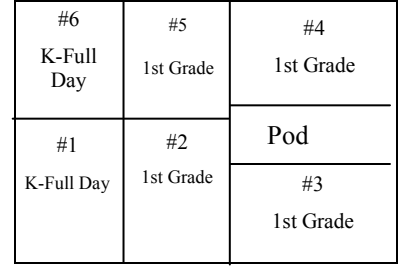 #6
K-Full
Day
#5
1st Grade
#4
1st Grade
#1
K-Full Day
#2
1st Grade
Pod
#3
1st Grade